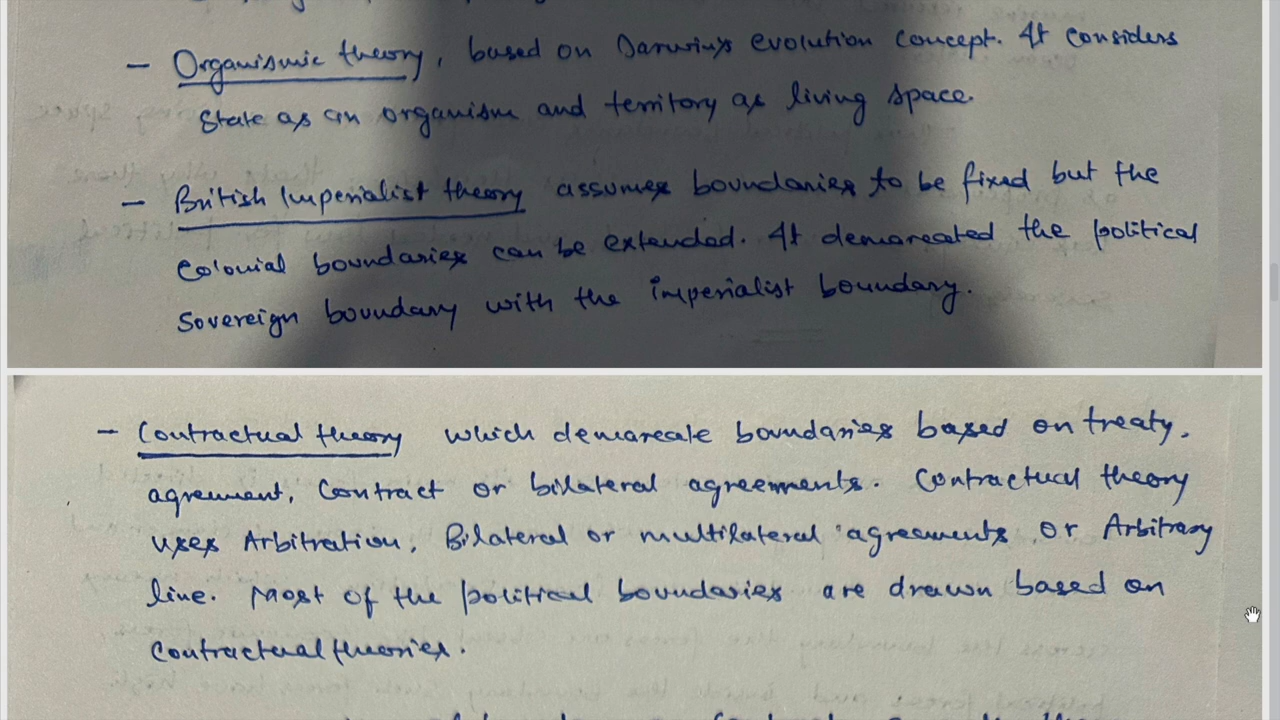 - Organismic theory, based on Darwins evolution concept. It considers
State as an organism and territory as living space.
- British Imperialist theory assumes boundaries to be fixed but the
Colonial boundaries can be extended. It demarcated the political
Sovereign boundary with the imperialist boundary.
- Contractual theory which demarcate boundaries based on treaty,
agrement, Contract or bilateral agreements. Contractual theory
uses Arbitration, Bilateral or multilateral agreements or Arbitrary
line. Most of the political boundaries are drawn based on
Contractual theories.